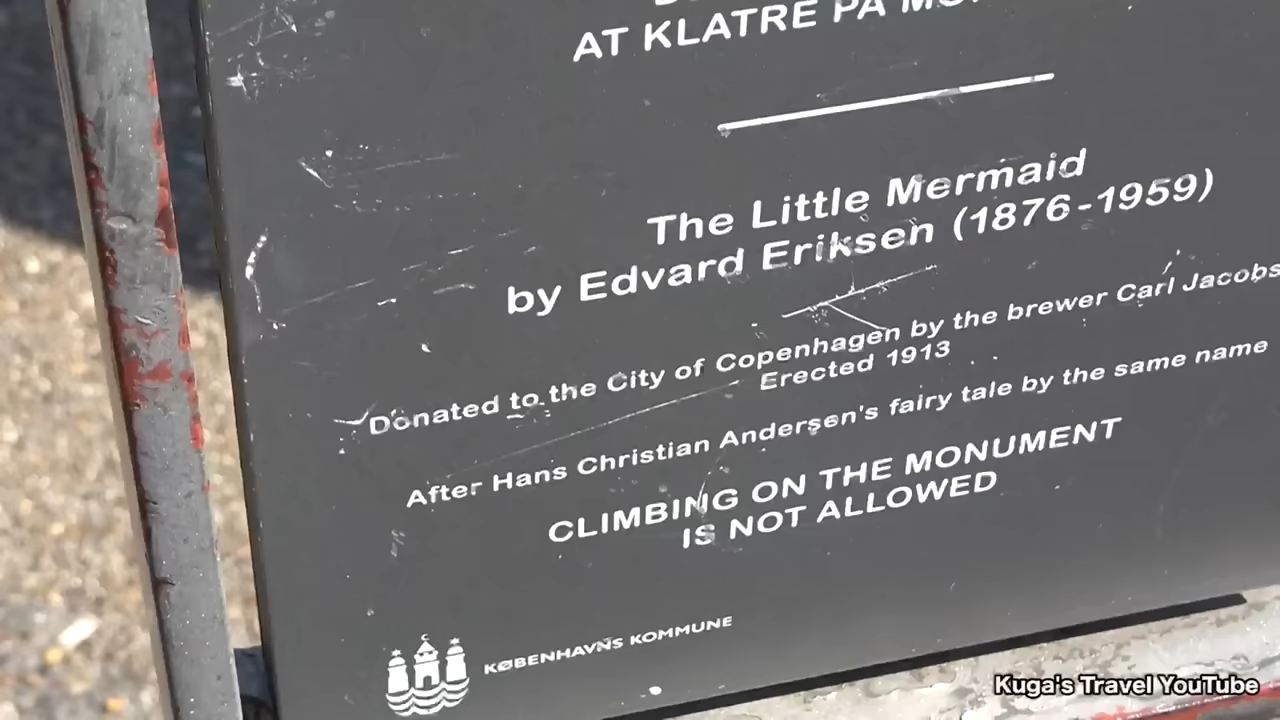 AT KLATRE PÅ
The Little Mermaid
by Edvard Eriksen (1876-1959)
Donated to the City of Copenhagen by the brewer Carl Jacobs
Erected 1913
After Hans Christian Andersen's fairy tale by the same name
CLIMBING ON THE MONUMENT
IS NOT ALLOWED
KØBENHAVNS KOMMUNE
Kuga's Travel YouTube